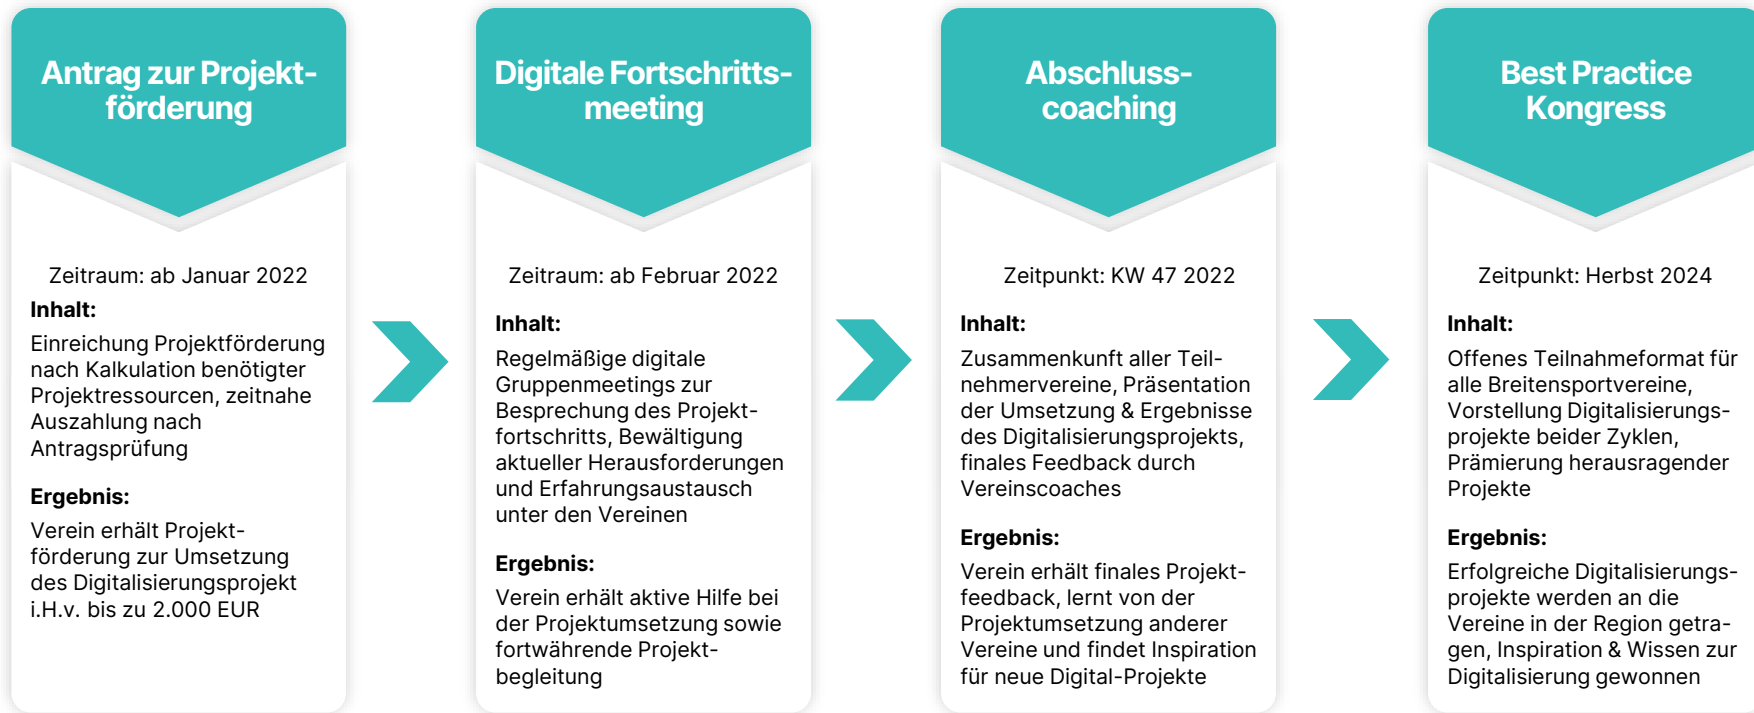 Antrag zur Projekt-
förderung
Zeitraum: ab Januar 2022
Inhalt:
Einreichung Projektförderung
nach Kalkulation benötigter
Projektressourcen, zeitnahe
Auszahlung nach
Antragsprüfung
Ergebnis:
Verein erhält Projekt-
förderung zur Umsetzung
des Digitalisierungsprojekt
i.H.v. bis zu 2.000 EUR
Digitale Fortschritts-
meeting
Zeitraum: ab Februar 2022
Inhalt:
Regelmäßige digitale
Gruppenmeetings zur
Besprechung des Projekt-
fortschritts, Bewältigung
aktueller Herausforderungen
und Erfahrungsaustausch
unter den Vereinen
Ergebnis:
Verein erhält aktive Hilfe bei
der Projektumsetzung sowie
fortwährende Projekt-
begleitung
Abschluss-
coaching
Zeitpunkt: KW 47 2022
Inhalt:
Zusammenkunft aller Teil-
nehmervereine, Präsentation
der Umsetzung & Ergebnisse
des Digitalisierungsprojekts,
finales Feedback durch
Vereinscoaches
Ergebnis:
Verein erhält finales Projekt-
feedback, lernt von der
Projektumsetzung anderer
Vereine und findet Inspiration
für neue Digital-Projekte
Best Practice
Kongress
Zeitpunkt: Herbst 2024
Inhalt:
Offenes Teilnahmeformat für
alle Breitensportvereine,
Vorstellung Digitalisierungs-
projekte beider Zyklen,
Prämierung herausragender
Projekte
Ergebnis:
Erfolgreiche Digitalisierungs-
projekte werden an die
Vereine in der Region getra-
gen, Inspiration & Wissen zur
Digitalisierung gewonnen